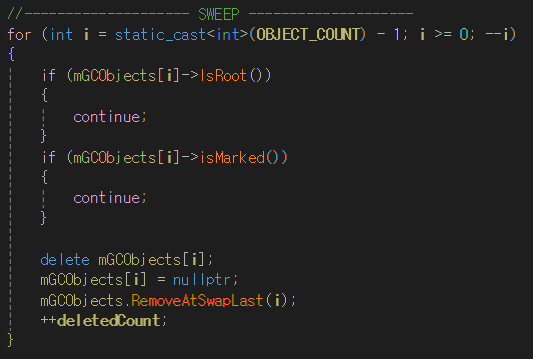 //-------------------- SWEEP --------------------
for (int i = static_cast<int>(OBJECT_COUNT) - 1; i >= 0; --i)
{
    if (mGCObjects[i]->IsRoot())
    {
        continue;
    }
    if (mGCObjects[i]->isMarked())
    {
        continue;
    }

    delete mGCObjects[i];
    mGCObjects[i] = nullptr;
    mGCObjects.RemoveAtSwapLast(i);
    ++deletedCount;
}